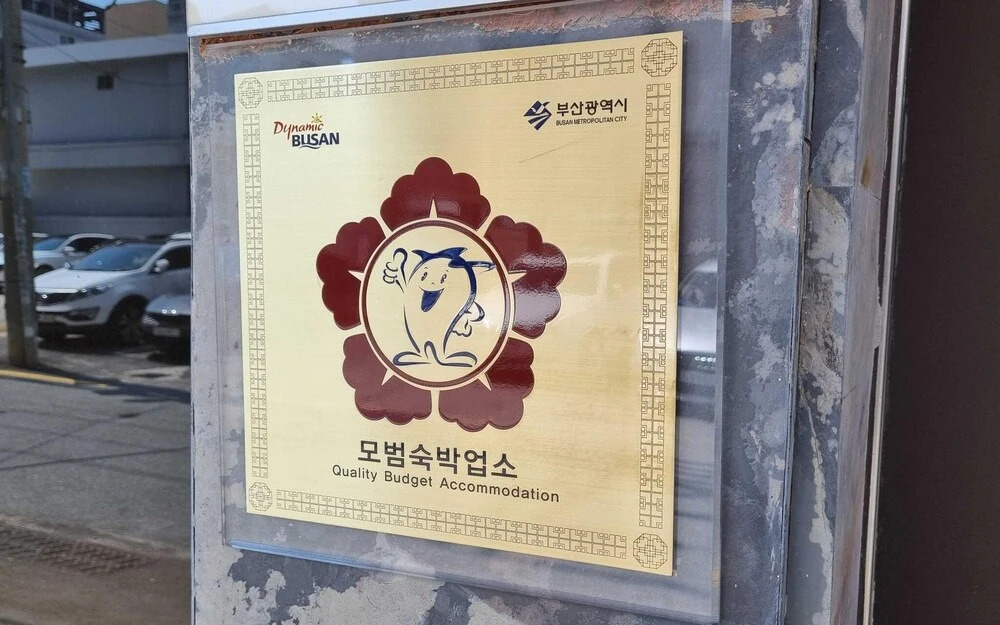 Dynamic
BUSAN
부산광역시
BUSAN METROPOLITAN CITY
모범숙박업소
Quality Budget Accommodation